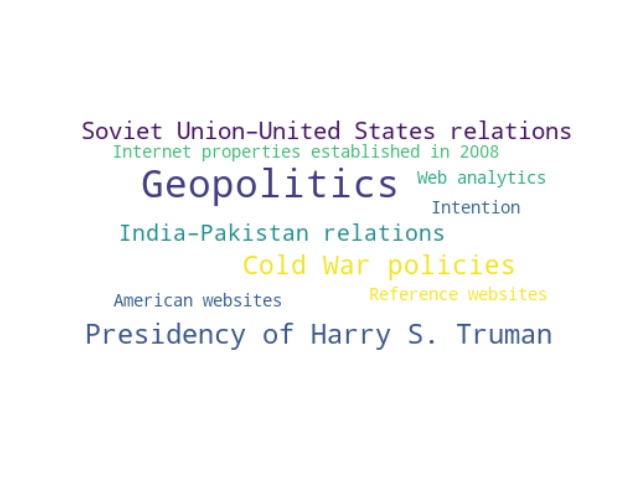 Soviet Union–United States relations
Internet properties established in 2008
Geopolitics
Web analytics
Intention
India–Pakistan relations
Cold War policies
Reference websites
American websites
Presidency of Harry S. Truman